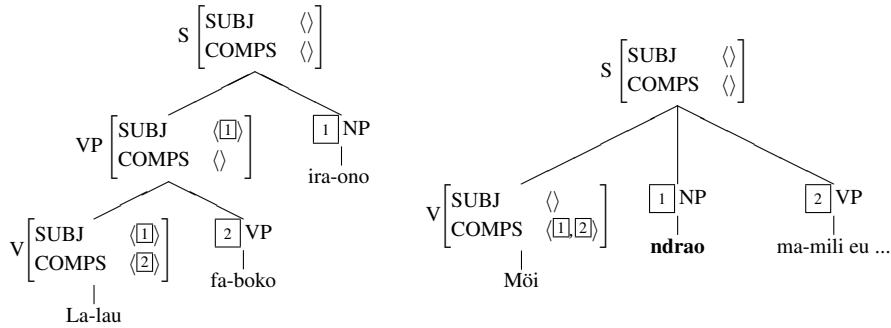 S [SUBJ ⟨⟩
COMPS ⟨⟩]
VP [SUBJ ⟨[1]⟩
COMPS ⟨⟩]
[1] NP
ira-ono
V [SUBJ ⟨[1]⟩
COMPS ⟨[2]⟩]
[2] VP
La-lau
fa-boko
S [SUBJ ⟨⟩
COMPS ⟨⟩]
V [SUBJ ⟨⟩
COMPS ⟨[1],[2]⟩]
[1] NP
[2] VP
Möi
ndrao
ma-mili eu ...